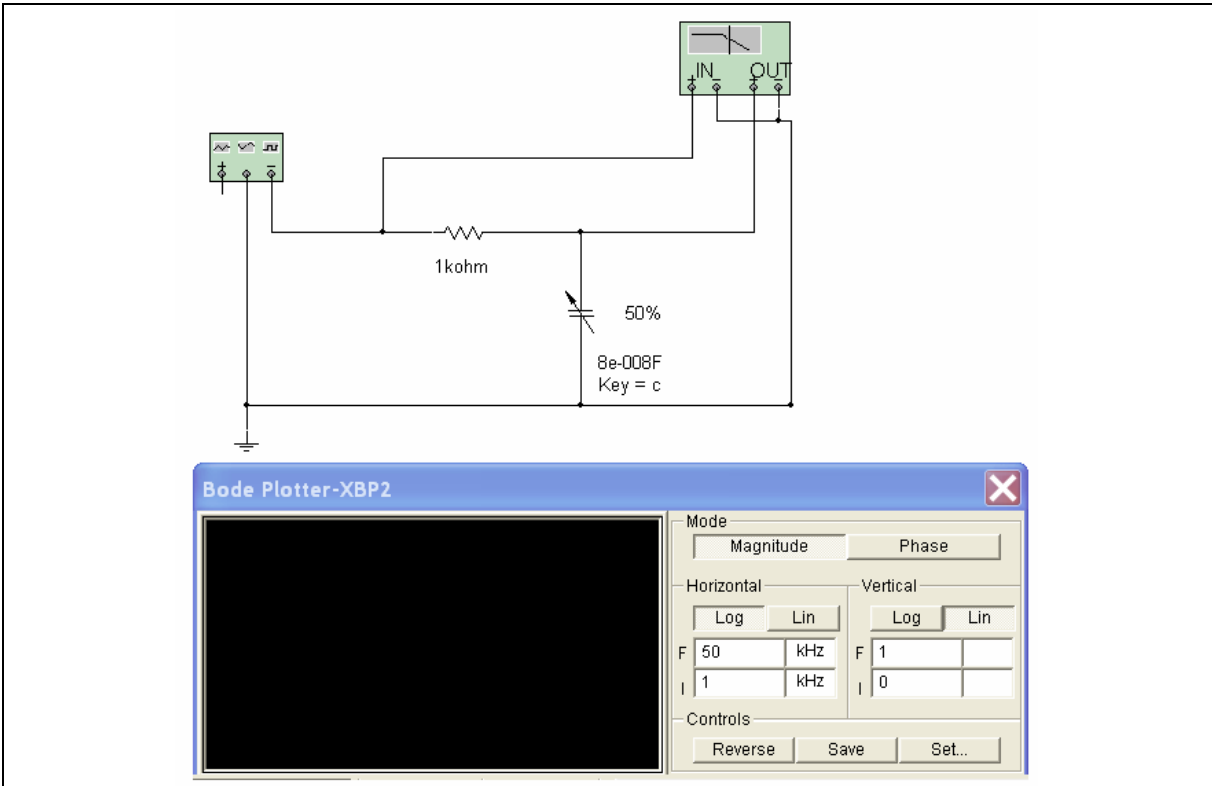 IN OUT
+ - + -
+ -
1kohm
50%
8e-008F
Key = c
Bode Plotter-XBP2
Mode
Magnitude Phase
Horizontal Vertical
Log Lin Log Lin
F 50 kHz F 1
I 1 kHz I 0
Controls
Reverse Save Set...